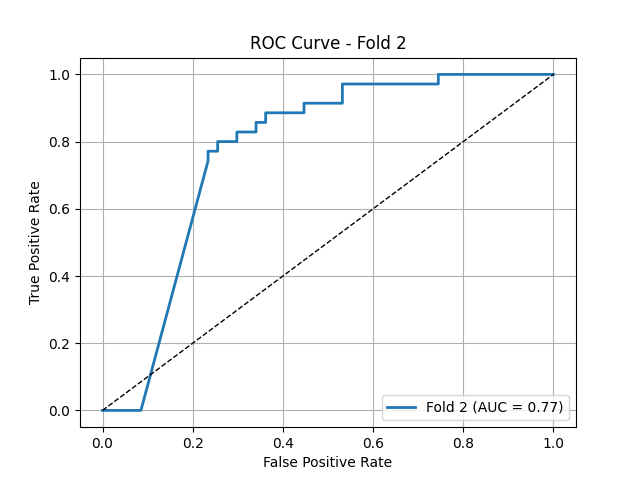 ROC Curve - Fold 2
True Positive Rate
1.0
0.8
0.6
0.4
0.2
0.0
Fold 2 (AUC = 0.77)
0.0 0.2 0.4 0.6 0.8 1.0
False Positive Rate